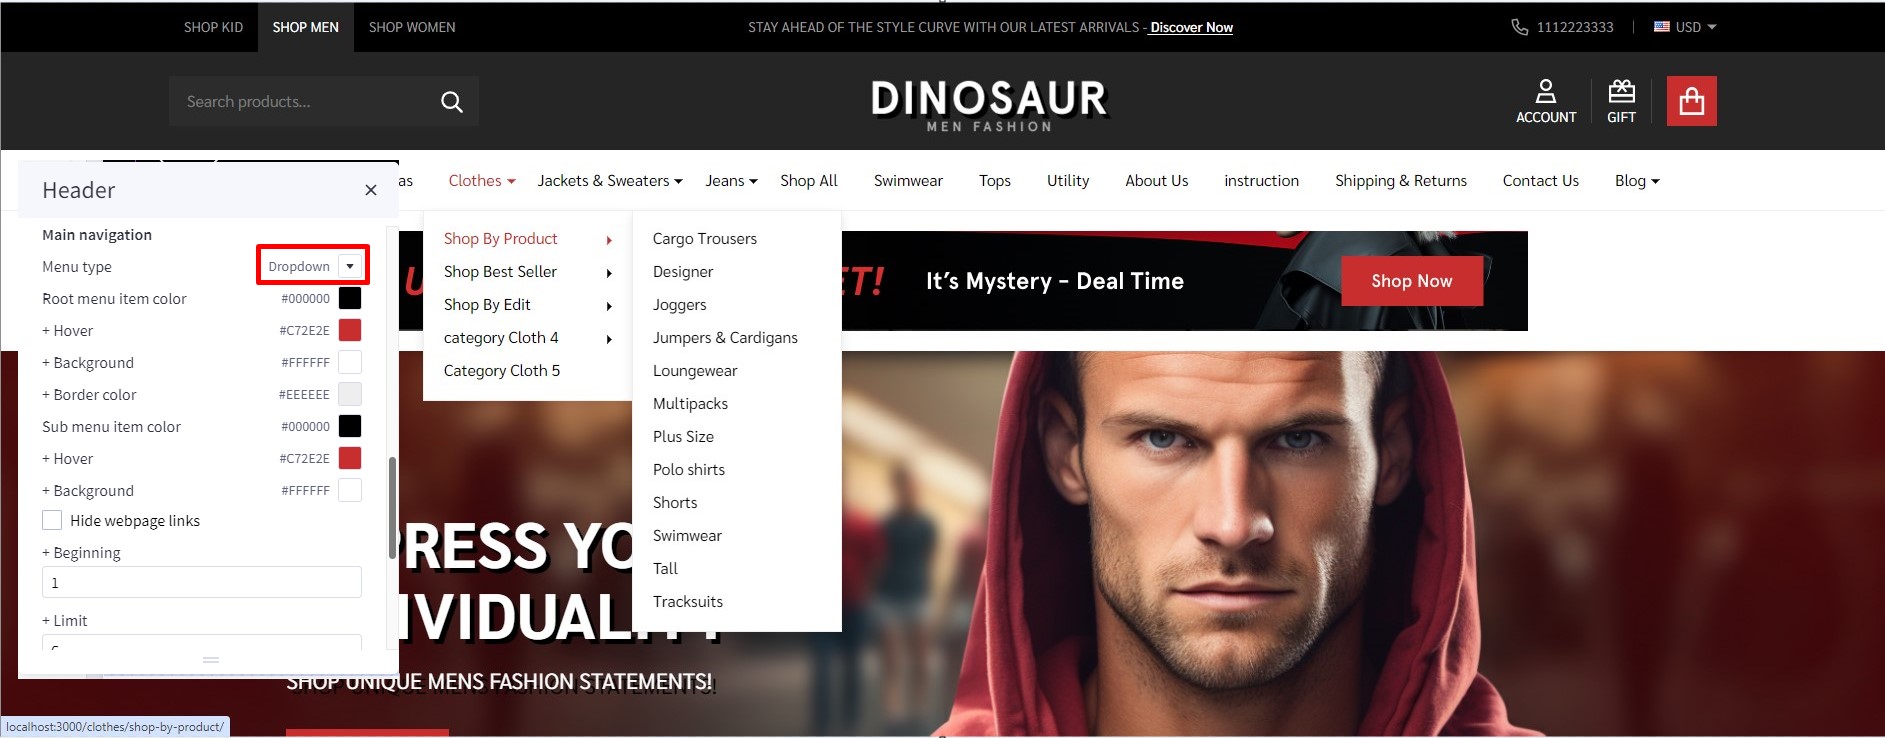 SHOP KID SHOP MEN SHOP WOMEN STAY AHEAD OF THE STYLE CURVE WITH OUR LATEST ARRIVALS - Discover Now 1112223333 USD
Search products...
DINOSAUR
MEN FASHION
ACCOUNT GIFT
as Clothes Jackets & Sweaters Jeans Shop All Swimwear Tops Utility About Us instruction Shipping & Returns Contact Us Blog
Header
Main navigation
Menu type Dropdown
Root menu item color #000000
+ Hover #C72E2E
+ Background #FFFFFF
+ Border color #EEEEEE
Sub menu item color #000000
+ Hover #C72E2E
+ Background #FFFFFF
Hide webpage links
+ Beginning
1
+ Limit
Shop By Product
Shop Best Seller
Shop By Edit
category Cloth 4
Category Cloth 5
Cargo Trousers
Designer
Joggers
Jumpers & Cardigans
Loungewear
Multipacks
Plus Size
Polo shirts
Shorts
Swimwear
Tall
Tracksuits
U ET! It's Mystery - Deal Time Shop Now
PRESS YO
IVIDUALITY
SHOP UNIQUE MENS FASHION STATEMENTS!
localhost:3000/clothes/shop-by-product/